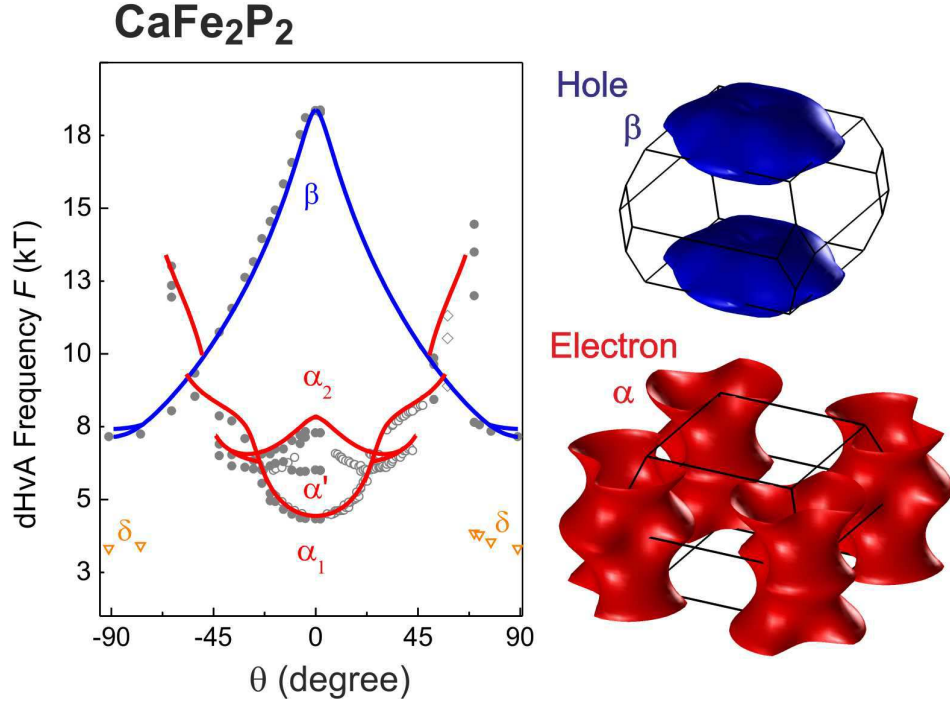 CaFe₂P₂
dHvA Frequency F (kT)
18
15
13
10
8
5
3
-90
-45
0
45
90
θ (degree)
β
α₂
α'
α₁
δ
δ
Hole
β
Electron
α